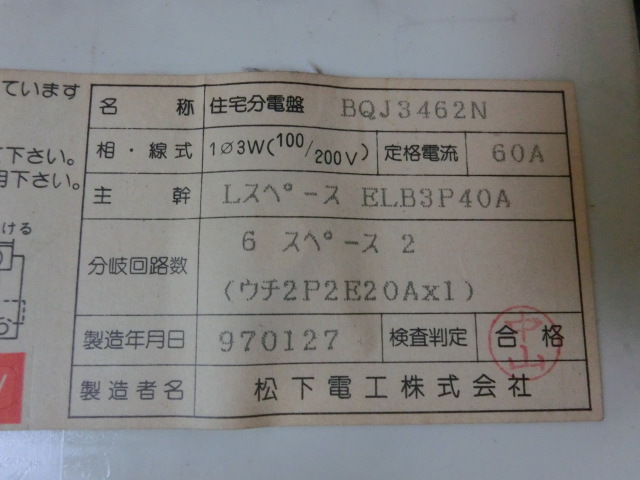 ています
て下さい。
用下さい。
ける
名称 住宅分電盤 BQJ3462N
相・線式 1ø3W(100/200V) 定格電流 60A
主幹 Lスペース ELB3P40A
分岐回路数 6 スペース 2
(ウチ2P2E20Ax1)
製造年月日 970127 検査判定 合格
中山
製造者名 松下電工株式会社